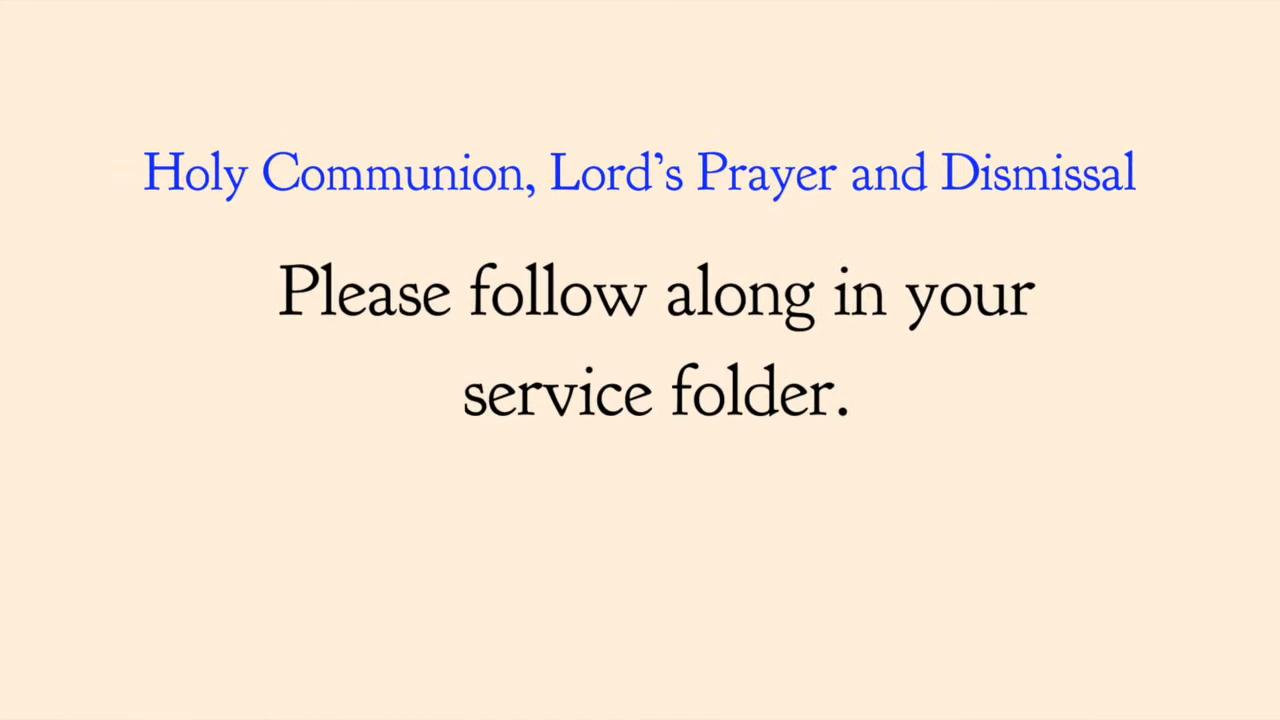 Holy Communion, Lord’s Prayer and Dismissal
Please follow along in your
service folder.